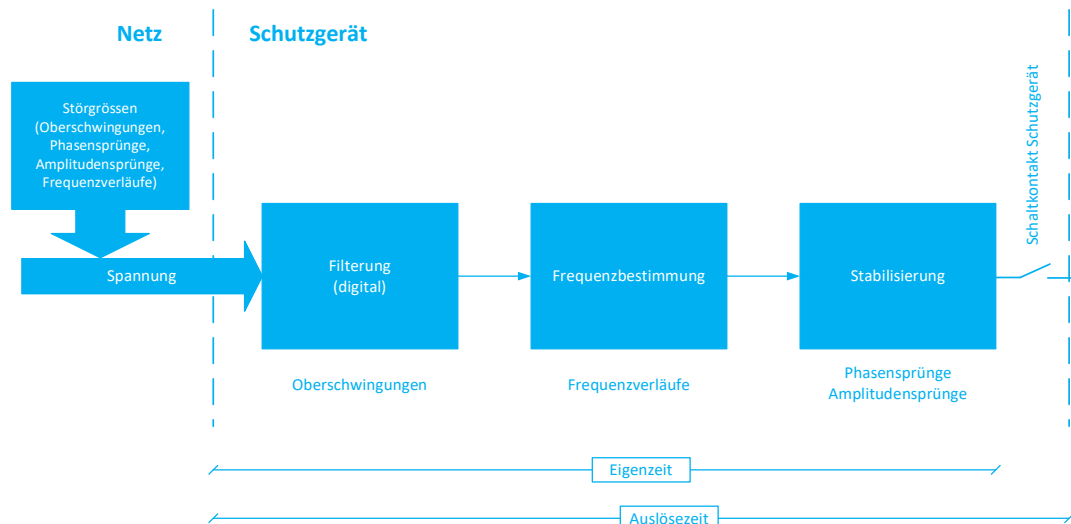 Netz
Schutzgerät
Störgrössen
(Oberschwingungen,
Phasensprünge,
Amplitudensprünge,
Frequenzverläufe)
Spannung
Filterung
(digital)
Frequenzbestimmung
Stabilisierung
Schaltkontakt Schutzgerät
Oberschwingungen
Frequenzverläufe
Phasensprünge
Amplitudensprünge
Eigenzeit
Auslösezeit